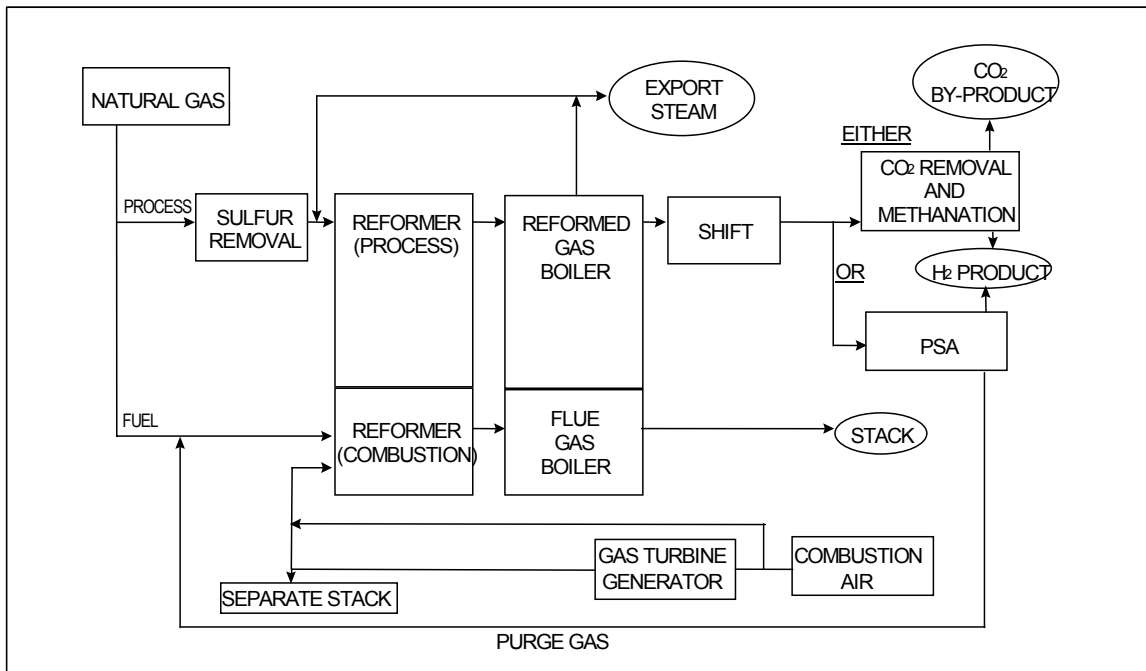 NATURAL GAS
EXPORT
STEAM
CO2
BY-PRODUCT
EITHER
CO2 REMOVAL
AND
METHANATION
PROCESS
SULFUR
REMOVAL
REFORMER
(PROCESS)
REFORMED
GAS
BOILER
SHIFT
OR
H2 PRODUCT
PSA
FUEL
REFORMER
(COMBUSTION)
FLUE
GAS
BOILER
STACK
GAS TURBINE
GENERATOR
COMBUSTION
AIR
SEPARATE STACK
PURGE GAS